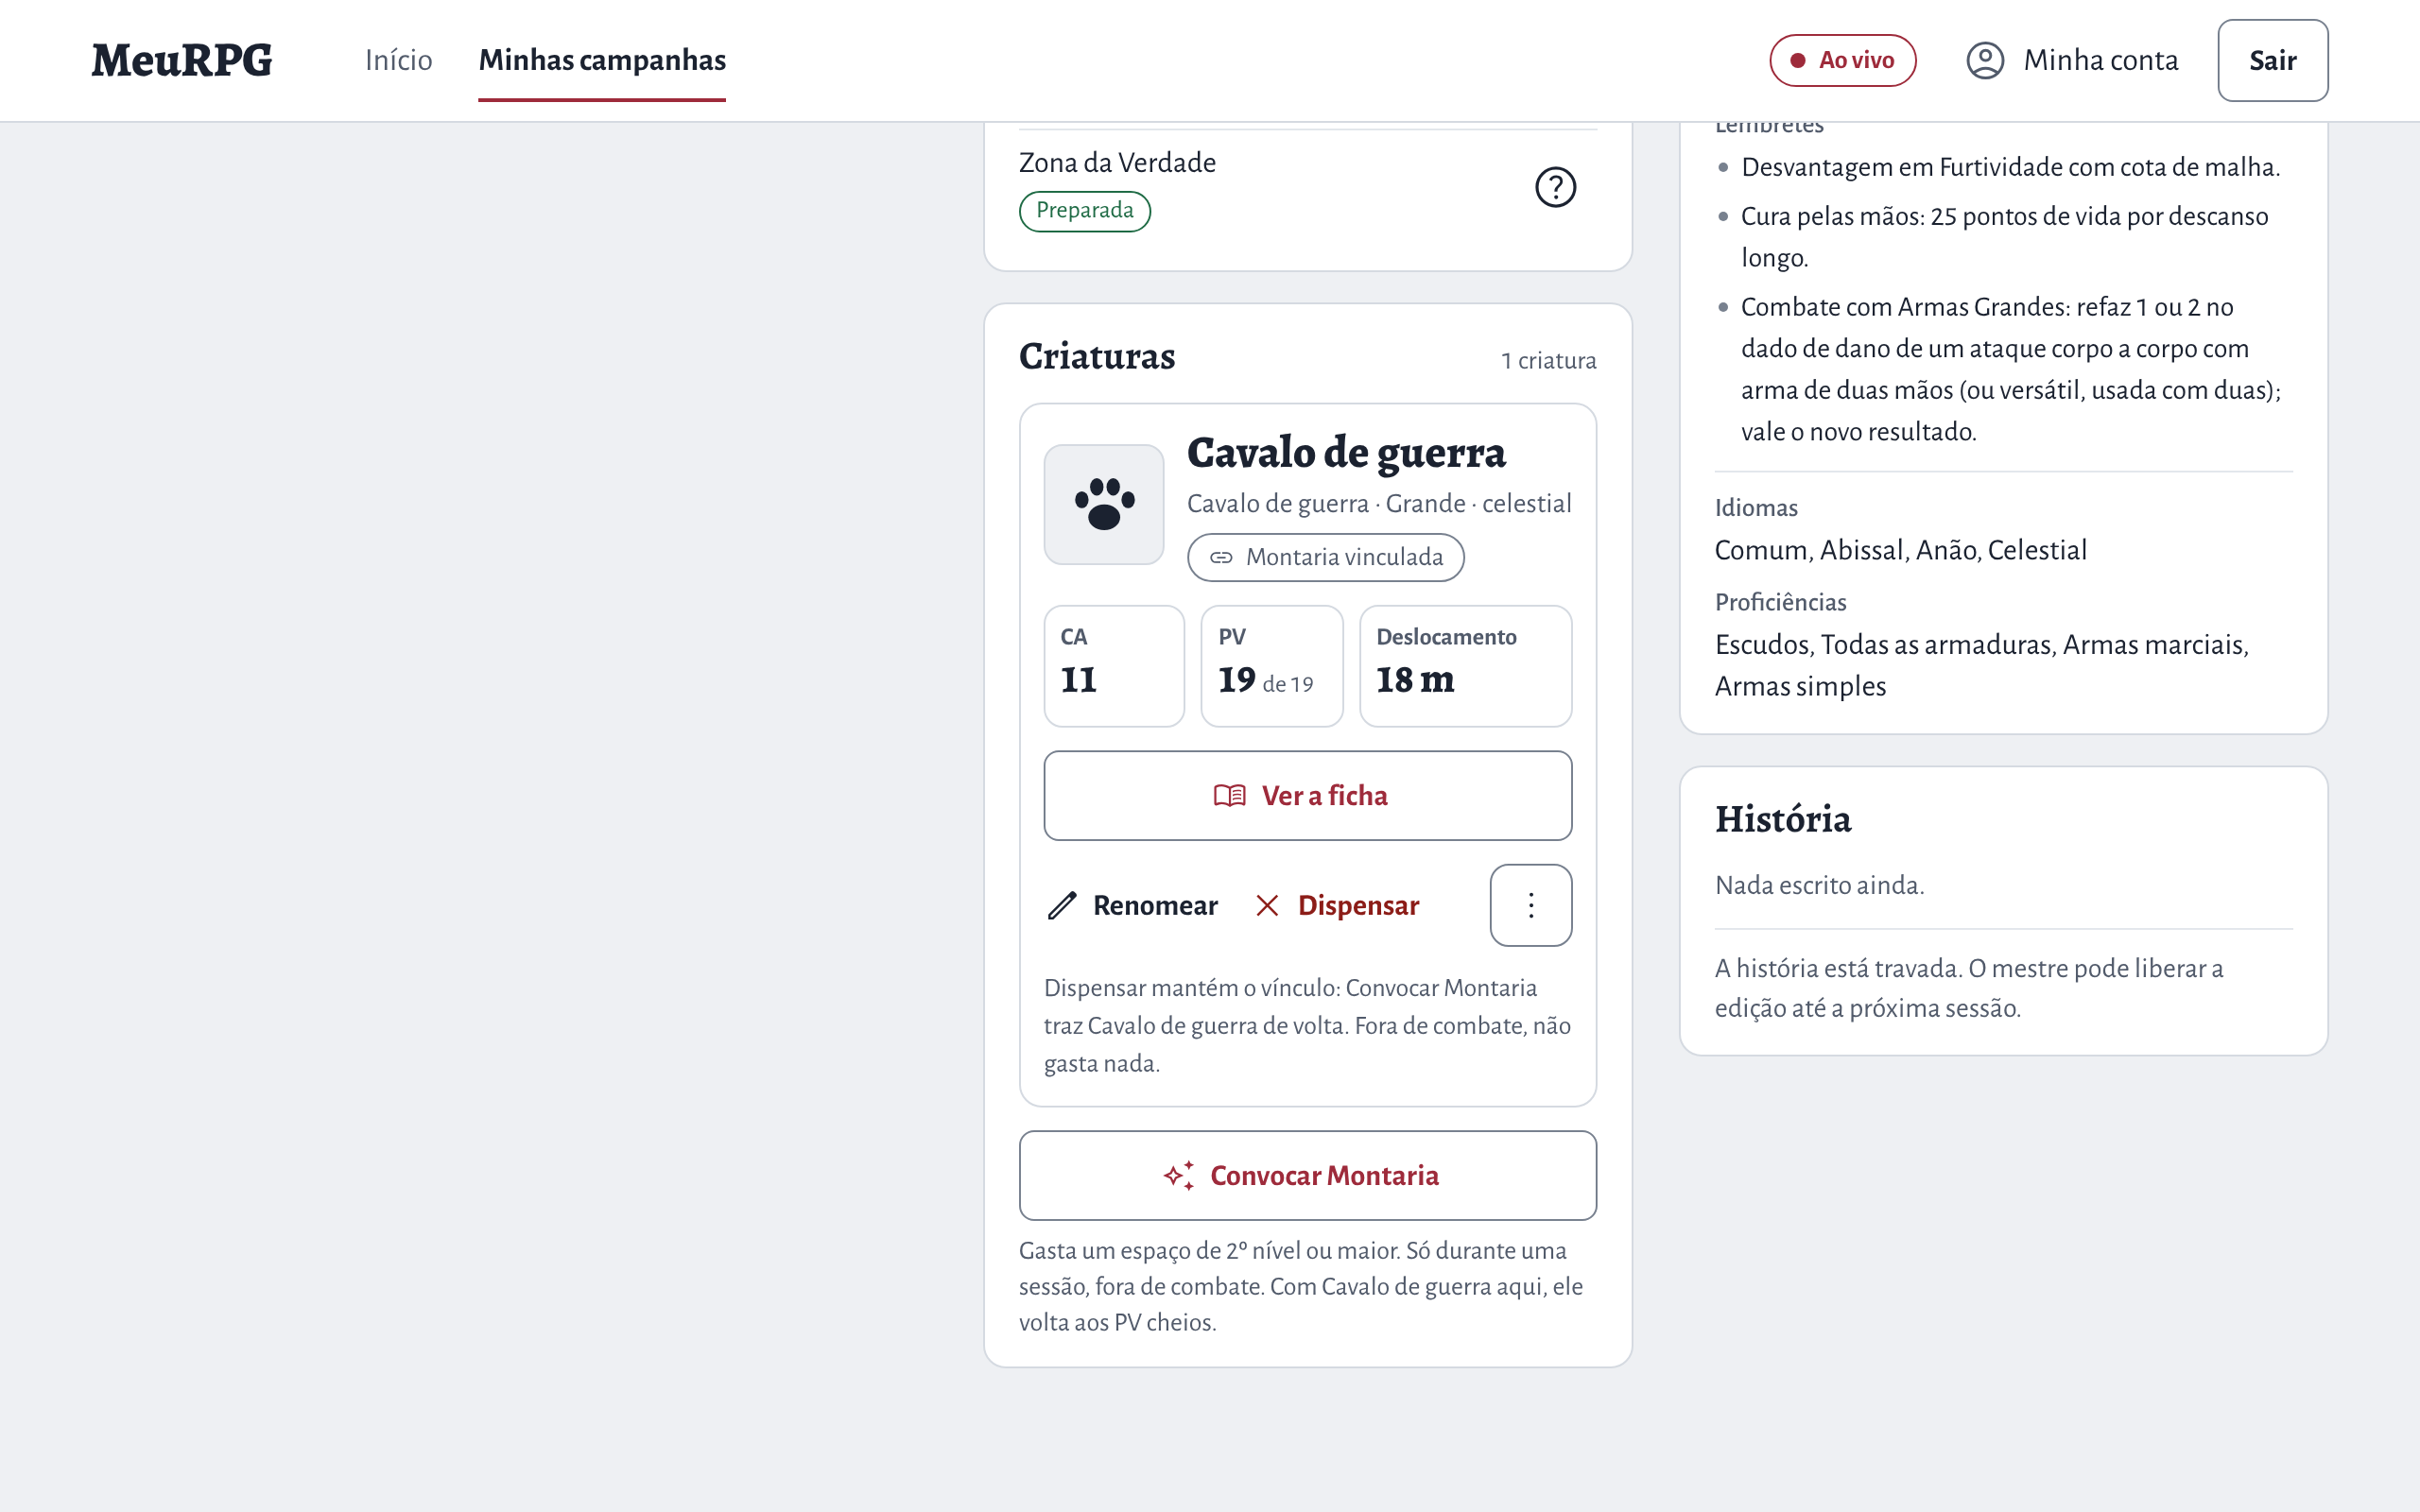 MeuRPG
Início
Minhas campanhas
Ao vivo
Minha conta
Sair
Zona da Verdade
Preparada
Criaturas
1 criatura
Cavalo de guerra
Cavalo de guerra · Grande · celestial
Montaria vinculada
CA
11
PV
19 de 19
Deslocamento
18 m
Ver a ficha
Renomear
Dispensar
Dispensar mantém o vínculo: Convocar Montaria
traz Cavalo de guerra de volta. Fora de combate, não
gasta nada.
Convocar Montaria
Gasta um espaço de 2º nível ou maior. Só durante uma
sessão, fora de combate. Com Cavalo de guerra aqui, ele
volta aos PV cheios.
Lembretes
Desvantagem em Furtividade com cota de malha.
Cura pelas mãos: 25 pontos de vida por descanso
longo.
Combate com Armas Grandes: refaz 1 ou 2 no
dado de dano de um ataque corpo a corpo com
arma de duas mãos (ou versátil, usada com duas);
vale o novo resultado.
Idiomas
Comum, Abissal, Anão, Celestial
Proficiências
Escudos, Todas as armaduras, Armas marciais,
Armas simples
História
Nada escrito ainda.
A história está travada. O mestre pode liberar a
edição até a próxima sessão.